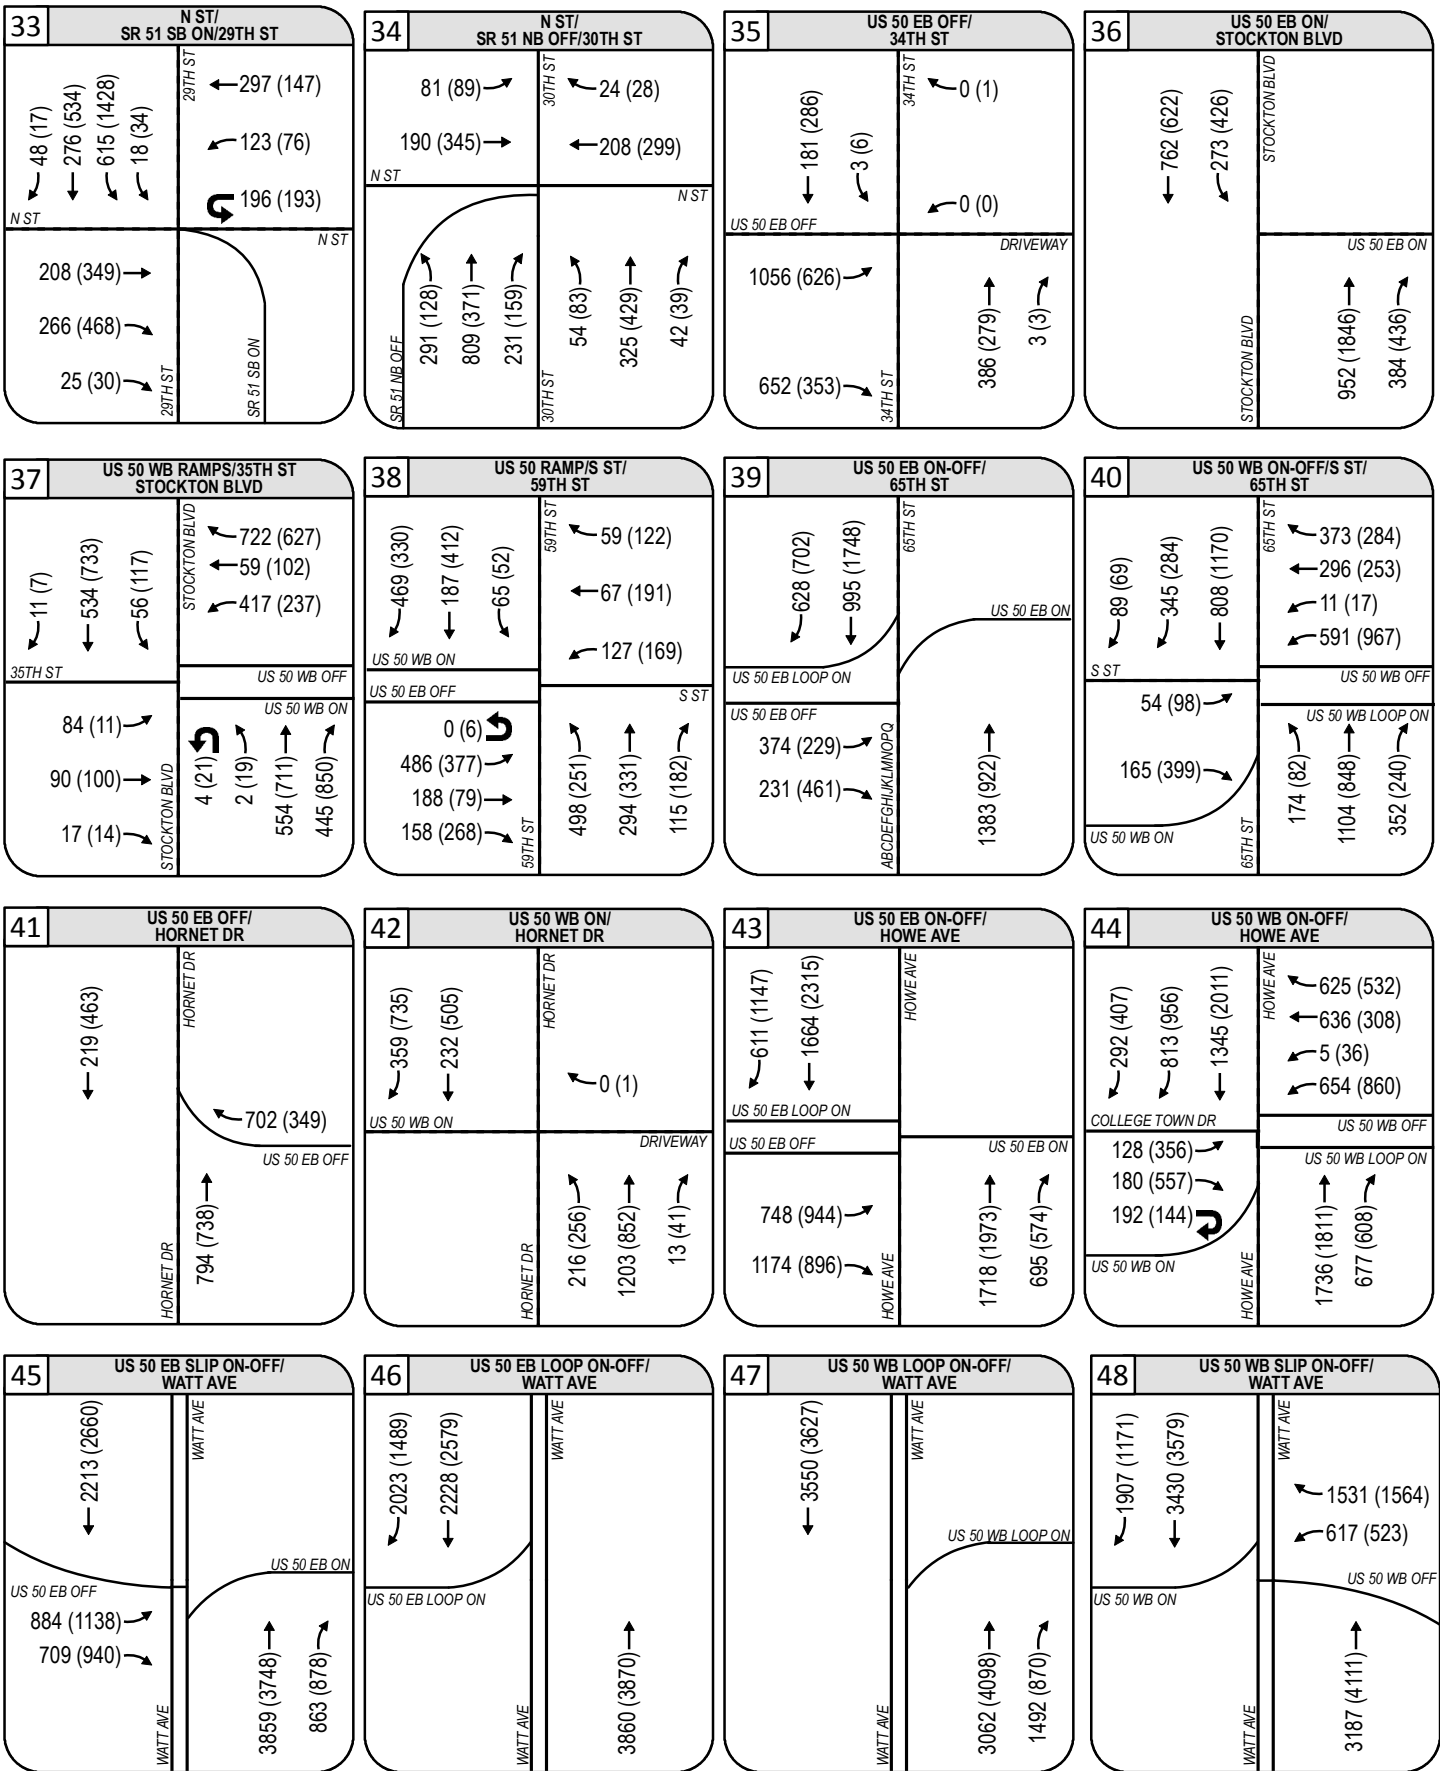 33
N ST/
SR 51 SB ON/29TH ST
29TH ST
48 (17)
276 (534)
615 (1428)
18 (34)
297 (147)
123 (76)
196 (193)
N ST
N ST
208 (349)
266 (468)
25 (30)
29TH ST
SR 51 SB ON
34
N ST/
SR 51 NB OFF/30TH ST
81 (89)
190 (345)
30TH ST
24 (28)
208 (299)
N ST
N ST
SR 51 NB OFF
291 (128)
809 (371)
231 (159)
30TH ST
54 (83)
325 (429)
42 (39)
35
US 50 EB OFF/
34TH ST
181 (286)
3 (6)
34TH ST
0 (1)
0 (0)
US 50 EB OFF
DRIVEWAY
1056 (626)
652 (353)
34TH ST
386 (279)
3 (3)
36
US 50 EB ON/
STOCKTON BLVD
762 (622)
273 (426)
STOCKTON BLVD
US 50 EB ON
STOCKTON BLVD
952 (1846)
384 (436)
37
US 50 WB RAMPS/35TH ST
STOCKTON BLVD
11 (7)
534 (733)
56 (117)
STOCKTON BLVD
722 (627)
59 (102)
417 (237)
35TH ST
US 50 WB OFF
US 50 WB ON
84 (11)
90 (100)
17 (14)
STOCKTON BLVD
4 (21)
2 (19)
554 (711)
445 (850)
38
US 50 RAMP/S ST/
59TH ST
469 (330)
187 (412)
65 (52)
59TH ST
59 (122)
67 (191)
127 (169)
US 50 WB ON
US 50 EB OFF
S ST
0 (6)
486 (377)
188 (79)
158 (268)
59TH ST
498 (251)
294 (331)
115 (182)
39
US 50 EB ON-OFF/
65TH ST
628 (702)
995 (1748)
65TH ST
US 50 EB ON
US 50 EB LOOP ON
US 50 EB OFF
374 (229)
231 (461)
ABCDEFGHIJKLMNOPQ
1383 (922)
40
US 50 WB ON-OFF/S ST/
65TH ST
89 (69)
345 (284)
808 (1170)
65TH ST
373 (284)
296 (253)
11 (17)
591 (967)
S ST
US 50 WB OFF
US 50 WB LOOP ON
54 (98)
165 (399)
US 50 WB ON
65TH ST
174 (82)
1104 (848)
352 (240)
41
US 50 EB OFF/
HORNET DR
219 (463)
HORNET DR
702 (349)
US 50 EB OFF
HORNET DR
794 (738)
42
US 50 WB ON/
HORNET DR
359 (735)
232 (505)
HORNET DR
0 (1)
US 50 WB ON
DRIVEWAY
HORNET DR
216 (256)
1203 (852)
13 (41)
43
US 50 EB ON-OFF/
HOWE AVE
611 (1147)
1664 (2315)
HOWE AVE
US 50 EB LOOP ON
US 50 EB OFF
US 50 EB ON
748 (944)
1174 (896)
HOWE AVE
1718 (1973)
695 (574)
44
US 50 WB ON-OFF/
HOWE AVE
292 (407)
813 (956)
1345 (2011)
HOWE AVE
625 (532)
636 (308)
5 (36)
654 (860)
COLLEGE TOWN DR
US 50 WB OFF
US 50 WB LOOP ON
128 (356)
180 (557)
192 (144)
US 50 WB ON
HOWE AVE
1736 (1811)
677 (608)
45
US 50 EB SLIP ON-OFF/
WATT AVE
2213 (2660)
WATT AVE
US 50 EB ON
US 50 EB OFF
884 (1138)
709 (940)
WATT AVE
3859 (3748)
863 (878)
46
US 50 EB LOOP ON-OFF/
WATT AVE
2023 (1489)
2228 (2579)
WATT AVE
US 50 EB LOOP ON
WATT AVE
3860 (3870)
47
US 50 WB LOOP ON-OFF/
WATT AVE
3550 (3627)
WATT AVE
US 50 WB LOOP ON
WATT AVE
3062 (4098)
1492 (870)
48
US 50 WB SLIP ON-OFF/
WATT AVE
1907 (1171)
3430 (3579)
WATT AVE
1531 (1564)
617 (523)
US 50 WB OFF
US 50 WB ON
WATT AVE
3187 (4111)